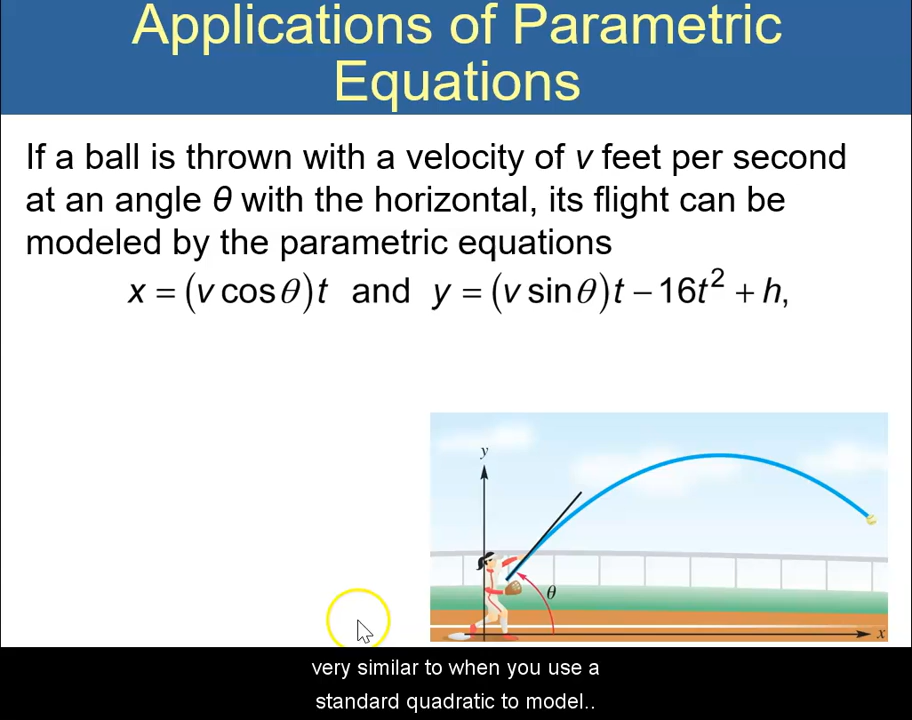 Applications of Parametric
Equations
If a ball is thrown with a velocity of v feet per second
at an angle θ with the horizontal, its flight can be
modeled by the parametric equations
x = (v cosθ)t and y = (v sinθ)t − 16t² + h,
y
θ
x
very similar to when you use a
standard quadratic to model..